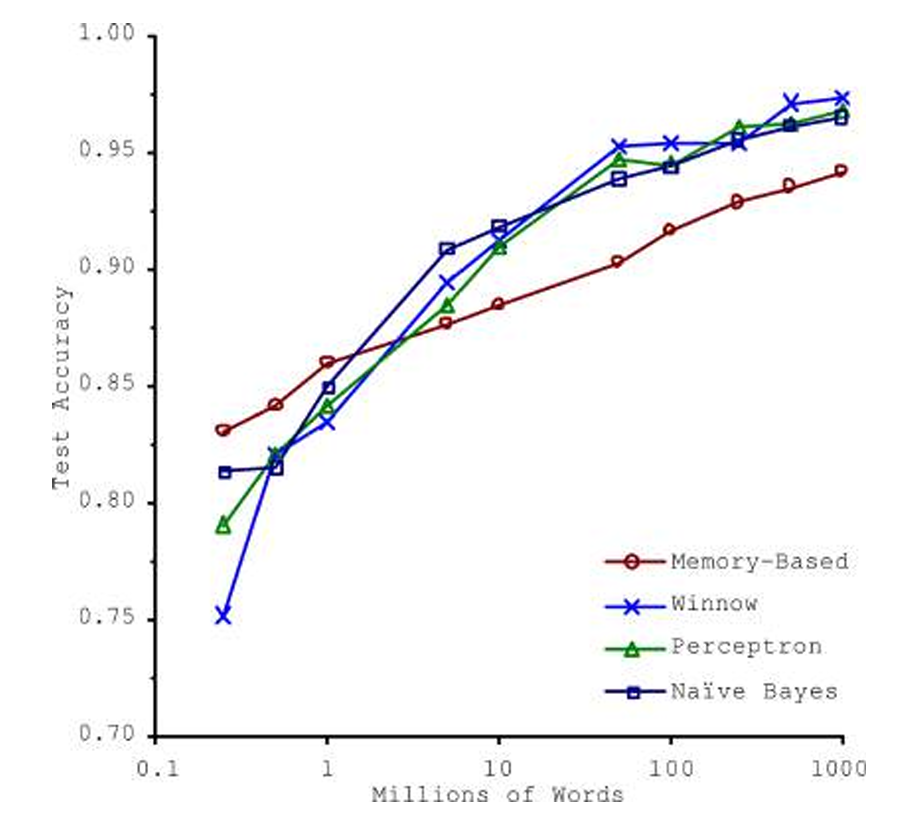 1.00
0.95
0.90
0.85
0.80
0.75
0.70
Test Accuracy
Memory-Based
Winnow
Perceptron
Naïve Bayes
0.1 1 10 100 1000
Millions of Words